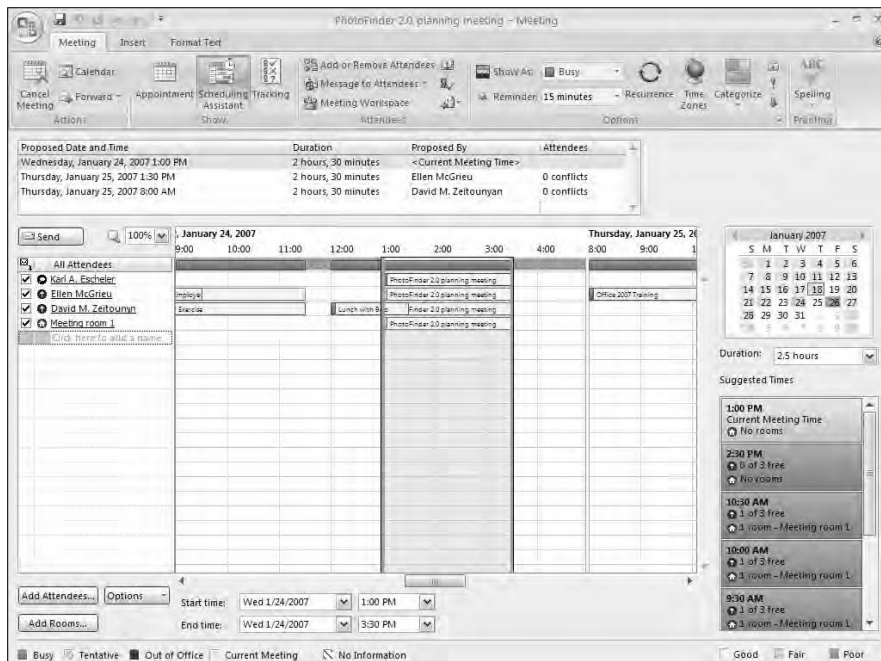 PhotoFinder 2.0 planning meeting – Meeting
Meeting Insert Format Text
Cancel Meeting
Calendar
Forward
Actions
Appointment
Scheduling Assistant
Tracking
Show
Add or Remove Attendees
Message to Attendees
Meeting Workspace
Attendees
Show As: Busy
Reminder: 15 minutes
Recurrence
Time Zones
Categorize
Options
ABC
Spelling
Proofing
Proposed Date and Time Duration Proposed By Attendees
Wednesday, January 24, 2007 1:00 PM 2 hours, 30 minutes <Current Meeting Time>
Thursday, January 25, 2007 1:30 PM 2 hours, 30 minutes Ellen McGrieu 0 conflicts
Thursday, January 25, 2007 8:00 AM 2 hours, 30 minutes David M. Zeitounyan 0 conflicts
Send 100% , January 24, 2007 Thursday, January 25, 20
9:00 10:00 11:00 12:00 1:00 2:00 3:00 4:00 8:00 9:00 1
All Attendees
Karl A. Escheler PhotoFinder 2.0 planning meeting
Ellen McGrieu mploye PhotoFinder 2.0 planning meeting Office 2007 Training
David M. Zeitounyn Exercise Lunch with Finder 2.0 planning meeting
Meeting room 1 PhotoFinder 2.0 planning meeting
Click here to add a name
January 2007
S M T W T F S
1 2 3 4 5 6
7 8 9 10 11 12 13
14 15 16 17 18 19 20
21 22 23 24 25 26 27
28 29 30 31
Duration: 2.5 hours
Suggested Times
1:00 PM
Current Meeting Time
No rooms
2:30 PM
0 of 3 free
No rooms
10:30 AM
1 of 3 free
1 room – Meeting room 1
10:00 AM
1 of 3 free
1 room – Meeting room 1
9:30 AM
1 of 3 free
1 room – Meeting room 1
Add Attendees... Options
Add Rooms...
Start time: Wed 1/24/2007 1:00 PM
End time: Wed 1/24/2007 3:30 PM
Busy Tentative Out of Office Current Meeting No Information Good Fair Poor